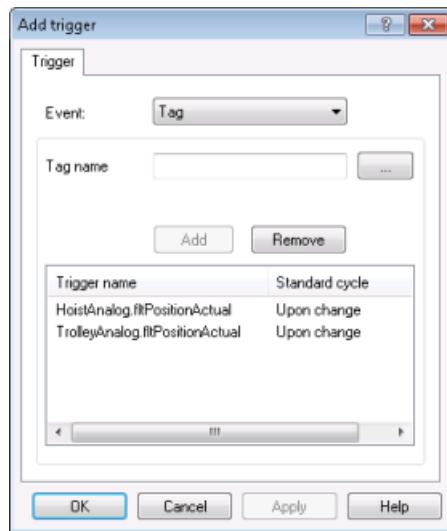 Add trigger
Trigger
Event: Tag
Tag name ...
Add Remove
Trigger name Standard cycle
HoistAnalog.fltPositionActual Upon change
TrolleyAnalog.fltPositionActual Upon change
OK Cancel Apply Help